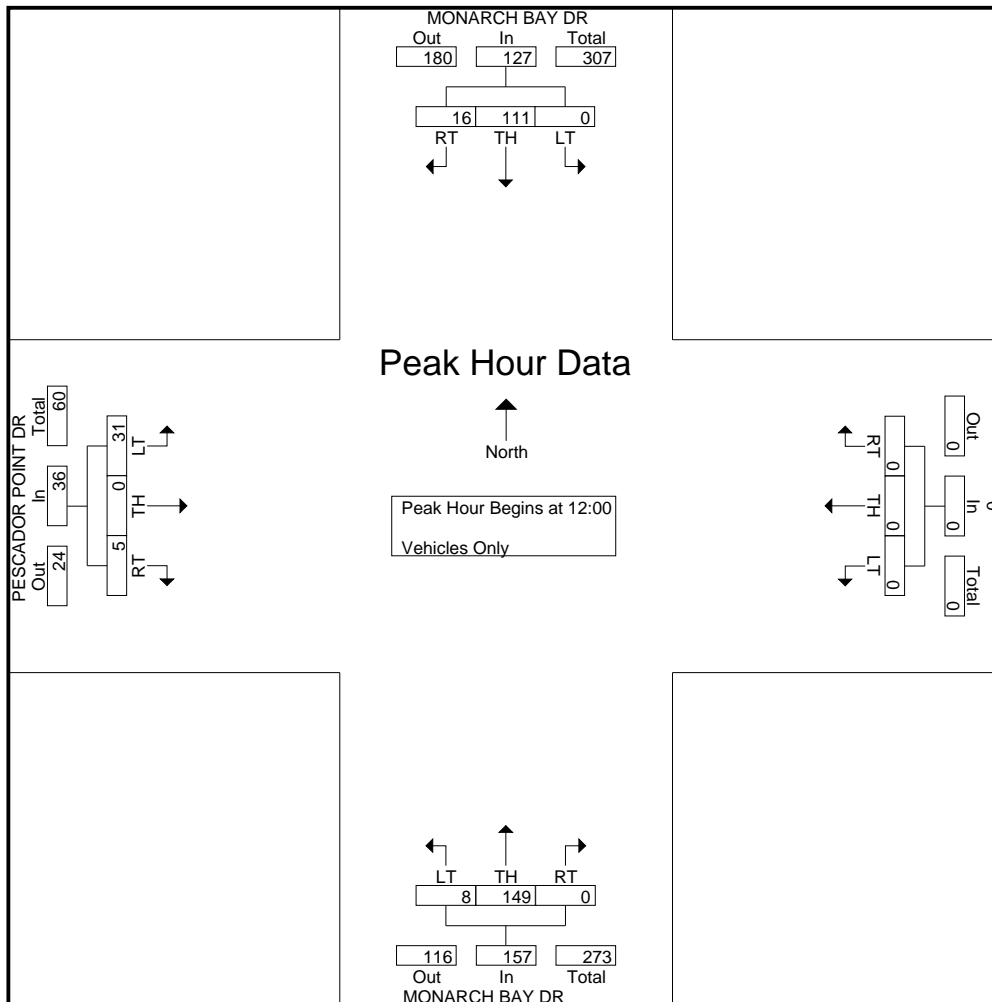 MONARCH BAY DR
Out In Total
180 127 307
16 111 0
RT TH LT
Peak Hour Data
North
Peak Hour Begins at 12:00
Vehicles Only
PESCADOR POINT DR
Out In Total
24 36 60
5 0 31
RT TH LT
Out In Total
0 0 0
0 0 0
RT TH LT
LT TH RT
8 149 0
116 157 273
Out In Total
MONARCH BAY DR